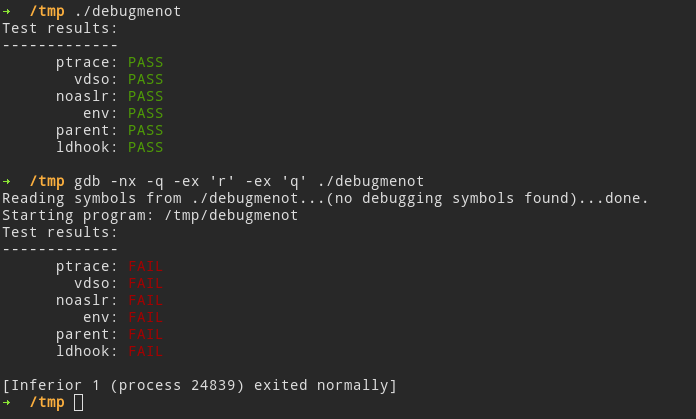 → /tmp ./debugmenot
Test results:
-------------
ptrace: PASS
vdso: PASS
noaslr: PASS
env: PASS
parent: PASS
ldhook: PASS
→ /tmp gdb -nx -q -ex 'r' -ex 'q' ./debugmenot
Reading symbols from ./debugmenot...(no debugging symbols found)...done.
Starting program: /tmp/debugmenot
Test results:
-------------
ptrace: FAIL
vdso: FAIL
noaslr: FAIL
env: FAIL
parent: FAIL
ldhook: FAIL
[Inferior 1 (process 24839) exited normally]
→ /tmp